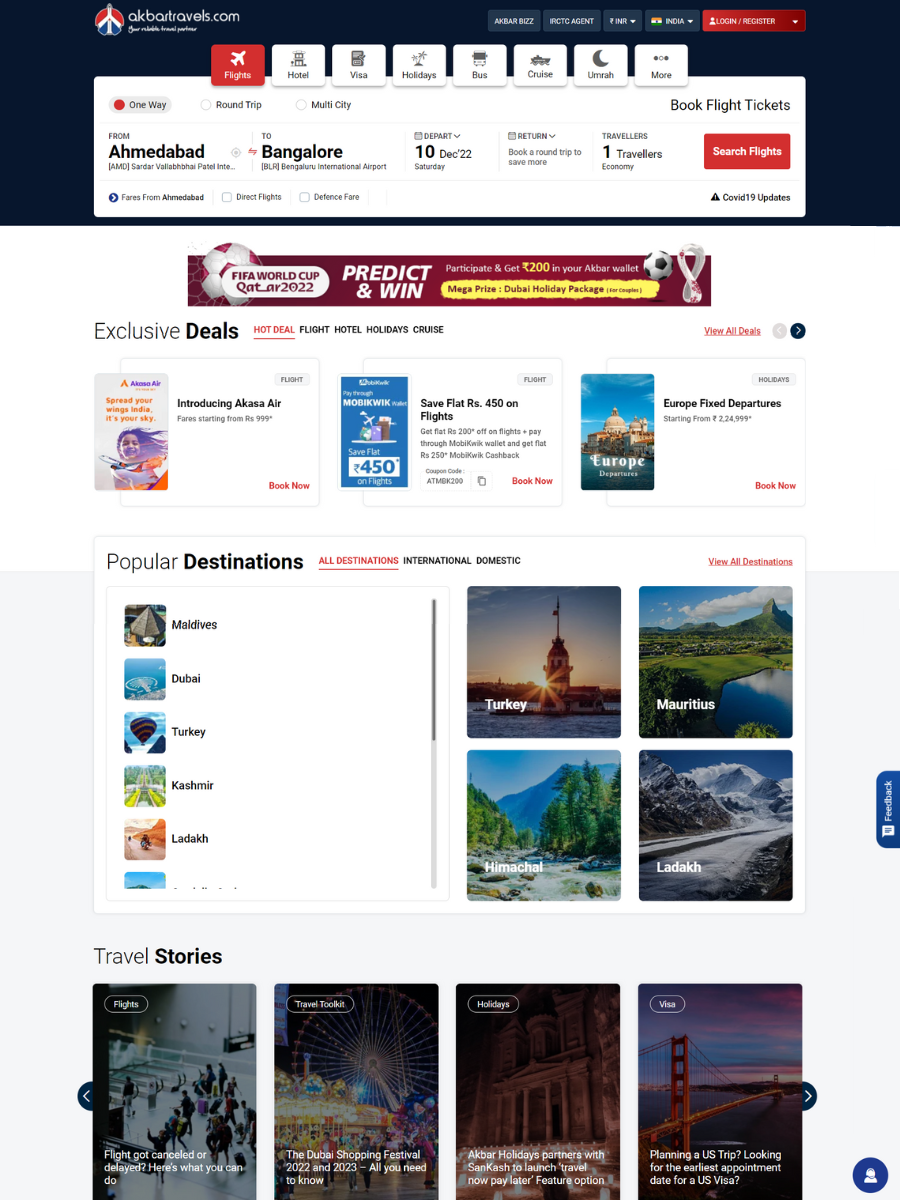 akbartravels.com
Your reliable travel partner
AKBAR BIZZ
IRCTC AGENT
₹ INR
INDIA
LOGIN / REGISTER
Flights
Hotel
Visa
Holidays
Bus
Cruise
Umrah
More
One Way
Round Trip
Multi City
Book Flight Tickets
FROM
Ahmedabad
[AMD] Sardar Vallabhbhai Patel Inte...
TO
Bangalore
[BLR] Bengaluru International Airport
DEPART
10 Dec'22
Saturday
RETURN
Book a round trip to
save more
TRAVELLERS
1 Travellers
Economy
Search Flights
Fares From Ahmedabad
Direct Flights
Defence Fare
Covid19 Updates
FIFA WORLD CUP
Qatar2022
PREDICT
& WIN
Participate & Get ₹200 in your Akbar wallet
Mega Prize : Dubai Holiday Package ( For Couples )
Exclusive Deals
HOT DEAL
FLIGHT
HOTEL
HOLIDAYS
CRUISE
View All Deals
Akasa Air
Spread your
wings India,
it's your sky.
FLIGHT
Introducing Akasa Air
Fares starting from Rs 999*
Book Now
MobiKwik
Pay through
MOBIKWIK Wallet
Save Flat
₹450*
on Flights
FLIGHT
Save Flat Rs. 450 on
Flights
Get flat Rs 200* off on flights + pay
through MobiKwik wallet and get flat
Rs 250* MobiKwik Cashback
Coupon Code :
ATMBK200
Book Now
Europe
Departures
HOLIDAYS
Europe Fixed Departures
Starting From ₹ 2,24,999*
Book Now
Popular Destinations
ALL DESTINATIONS
INTERNATIONAL
DOMESTIC
View All Destinations
Maldives
Dubai
Turkey
Kashmir
Ladakh
Turkey
Mauritius
Himachal
Ladakh
Feedback
Travel Stories
Flights
Flight got canceled or
delayed? Here's what you can
do
Travel Toolkit
The Dubai Shopping Festival
2022 and 2023 – All you need
to know
Holidays
Akbar Holidays partners with
SanKash to launch 'travel
now pay later' Feature option
Visa
Planning a US Trip? Looking
for the earliest appointment
date for a US Visa?